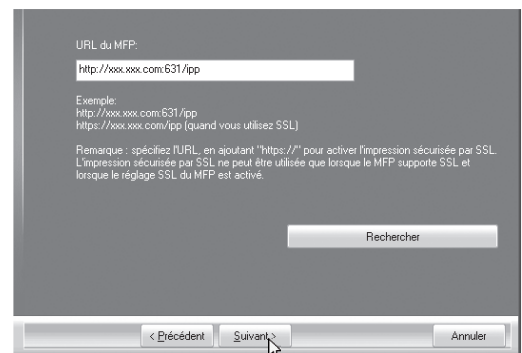 URL du MFP:
http://xxx.xxx.com:631/ipp
Exemple:
http://xxx.xxx.com:631/ipp
https://xxx.xxx.com/ipp (quand vous utilisez SSL)
Remarque : spécifiez l'URL, en ajoutant "https://" pour activer l'impression sécurisée par SSL.
L'impression sécurisée par SSL ne peut être utilisée que lorsque le MFP supporte SSL et
lorsque le réglage SSL du MFP est activé.
Rechercher
< Précédent
Suivant >
Annuler